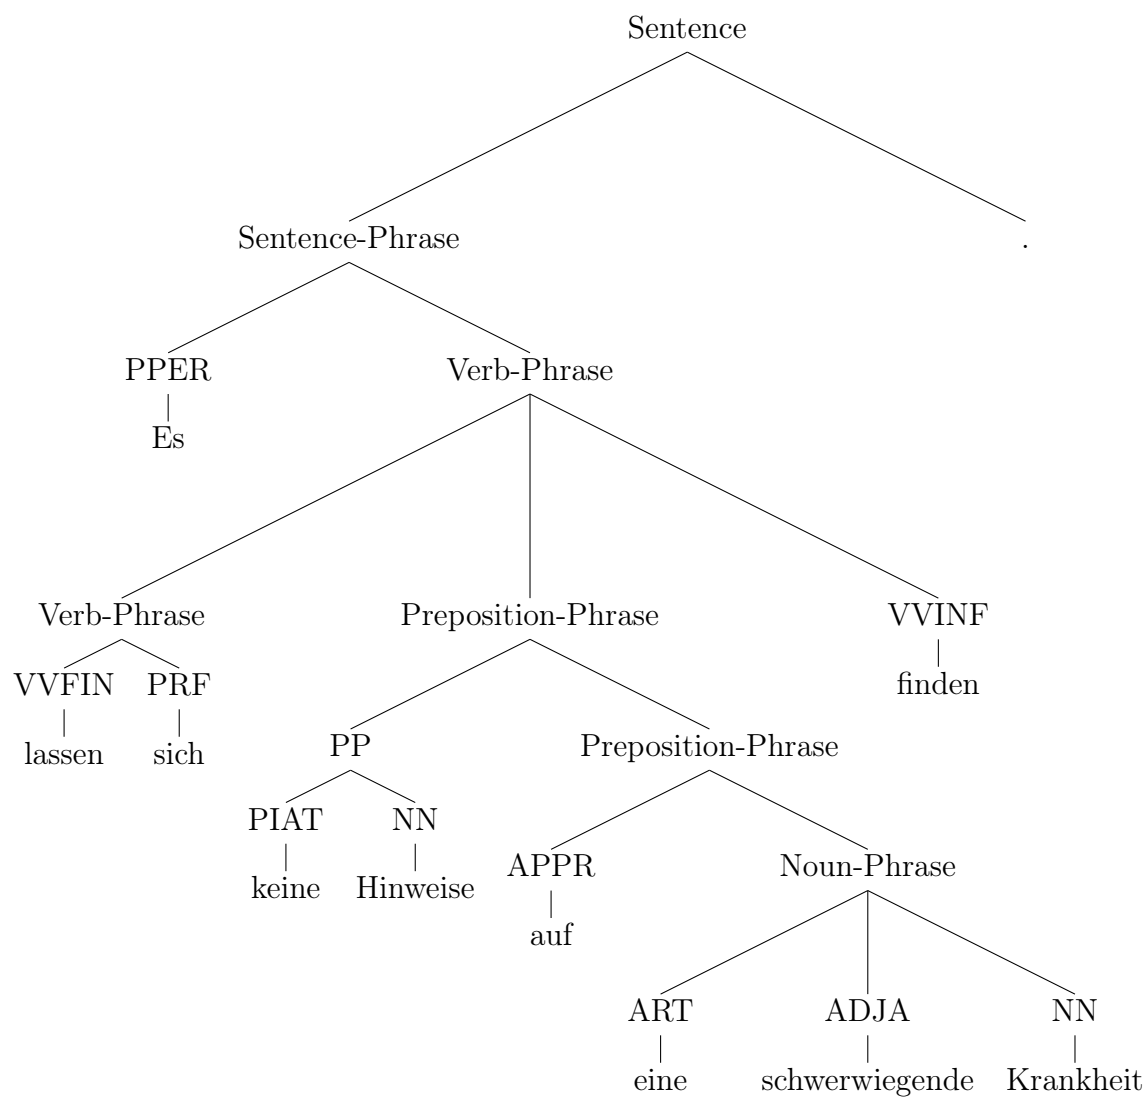 Sentence
Sentence-Phrase .
PPER Verb-Phrase
Es
Verb-Phrase Preposition-Phrase VVINF
VVFIN PRF finden
lassen sich PP Preposition-Phrase
PIAT NN
keine Hinweise APPR Noun-Phrase
auf
ART ADJA NN
eine schwerwiegende Krankheit